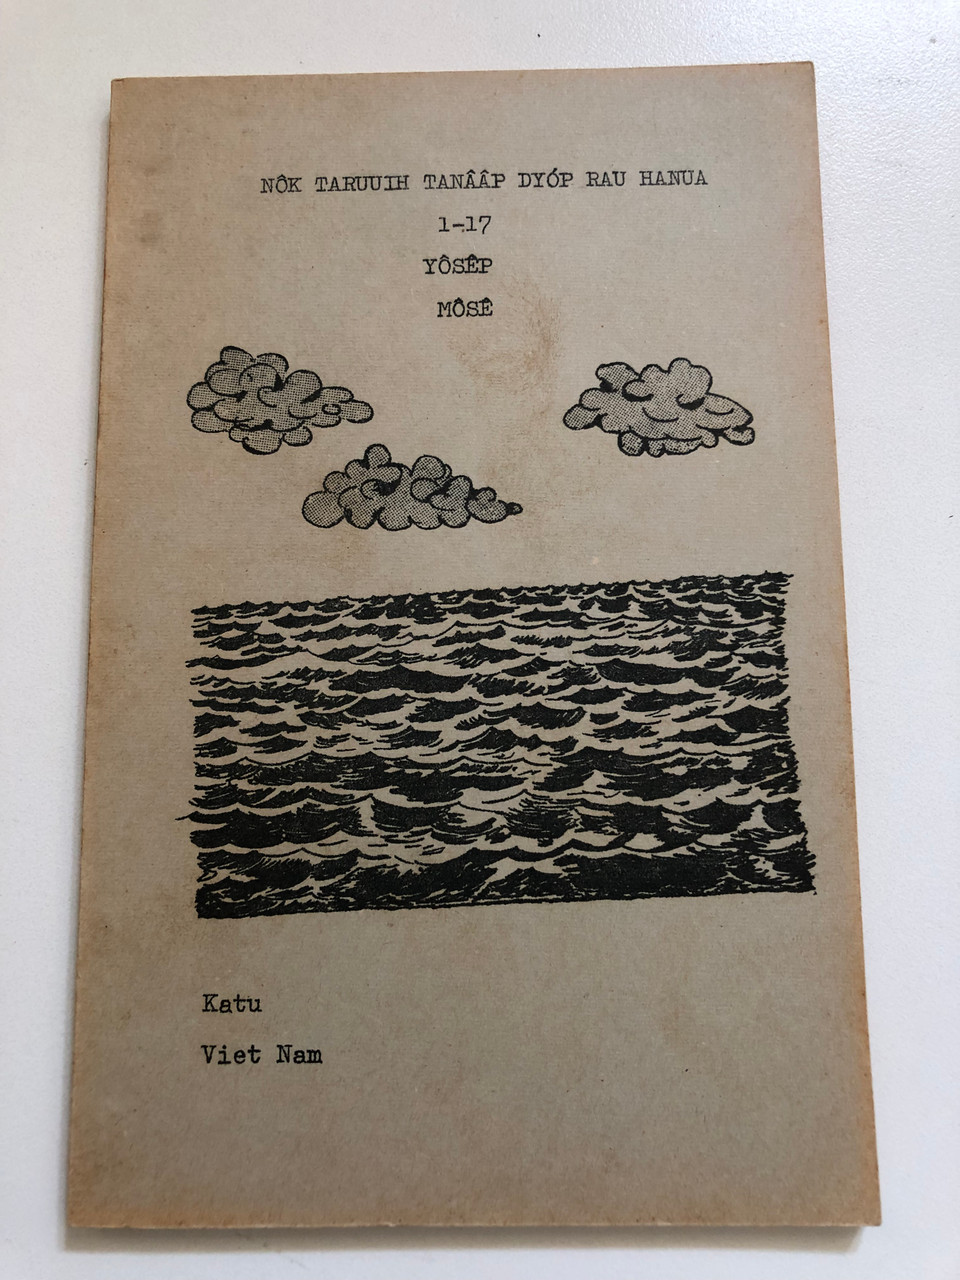 NÔK TARUUIH TANÂÂP DYÓP RAU HANUA
1-17
YÔSÊP
MÔSÊ
Katu
Viet Nam